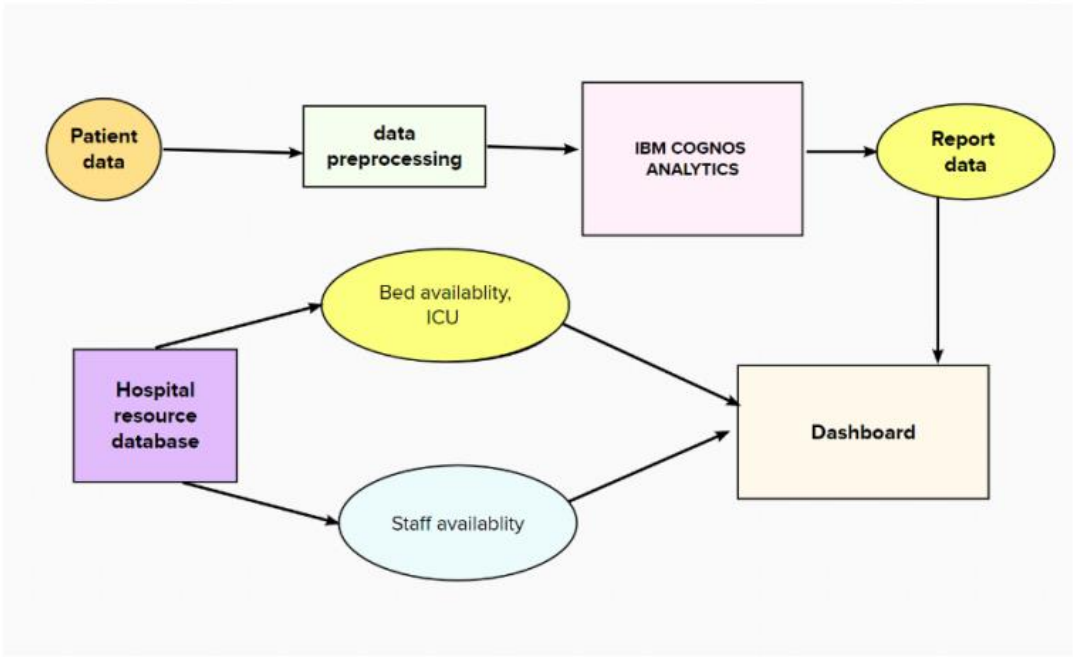 Patient
data
data
preprocessing
IBM COGNOS
ANALYTICS
Report
data
Bed availablity,
ICU
Hospital
resource
database
Dashboard
Staff availablity